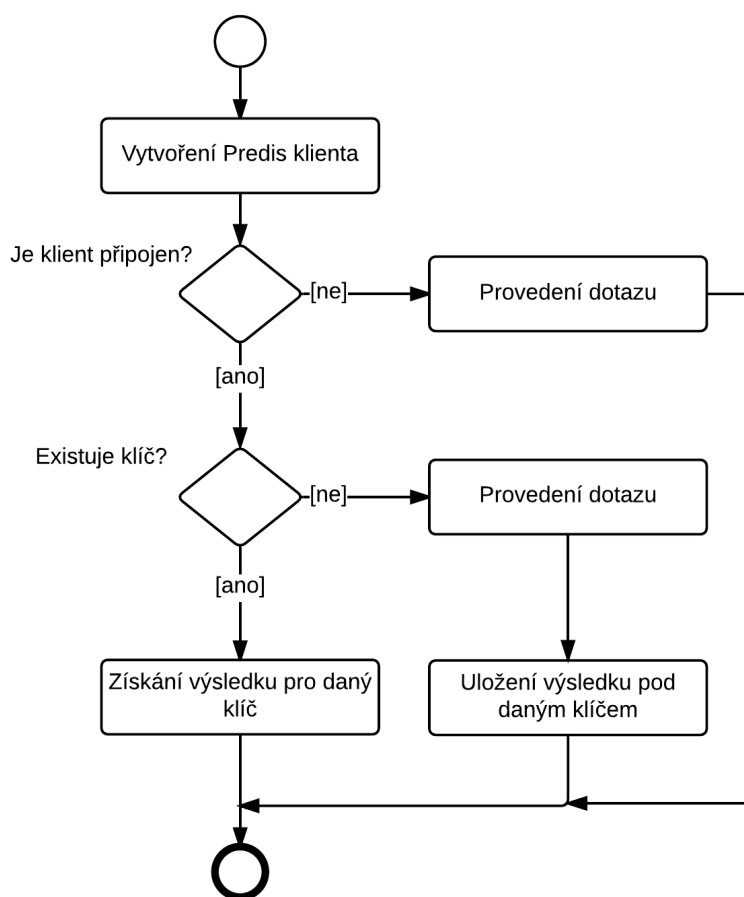 Vytvoření Predis klienta
Je klient připojen?
[ne]
Provedení dotazu
[ano]
Existuje klíč?
[ne]
Provedení dotazu
[ano]
Získání výsledku pro daný
klíč
Uložení výsledku pod
daným klíčem